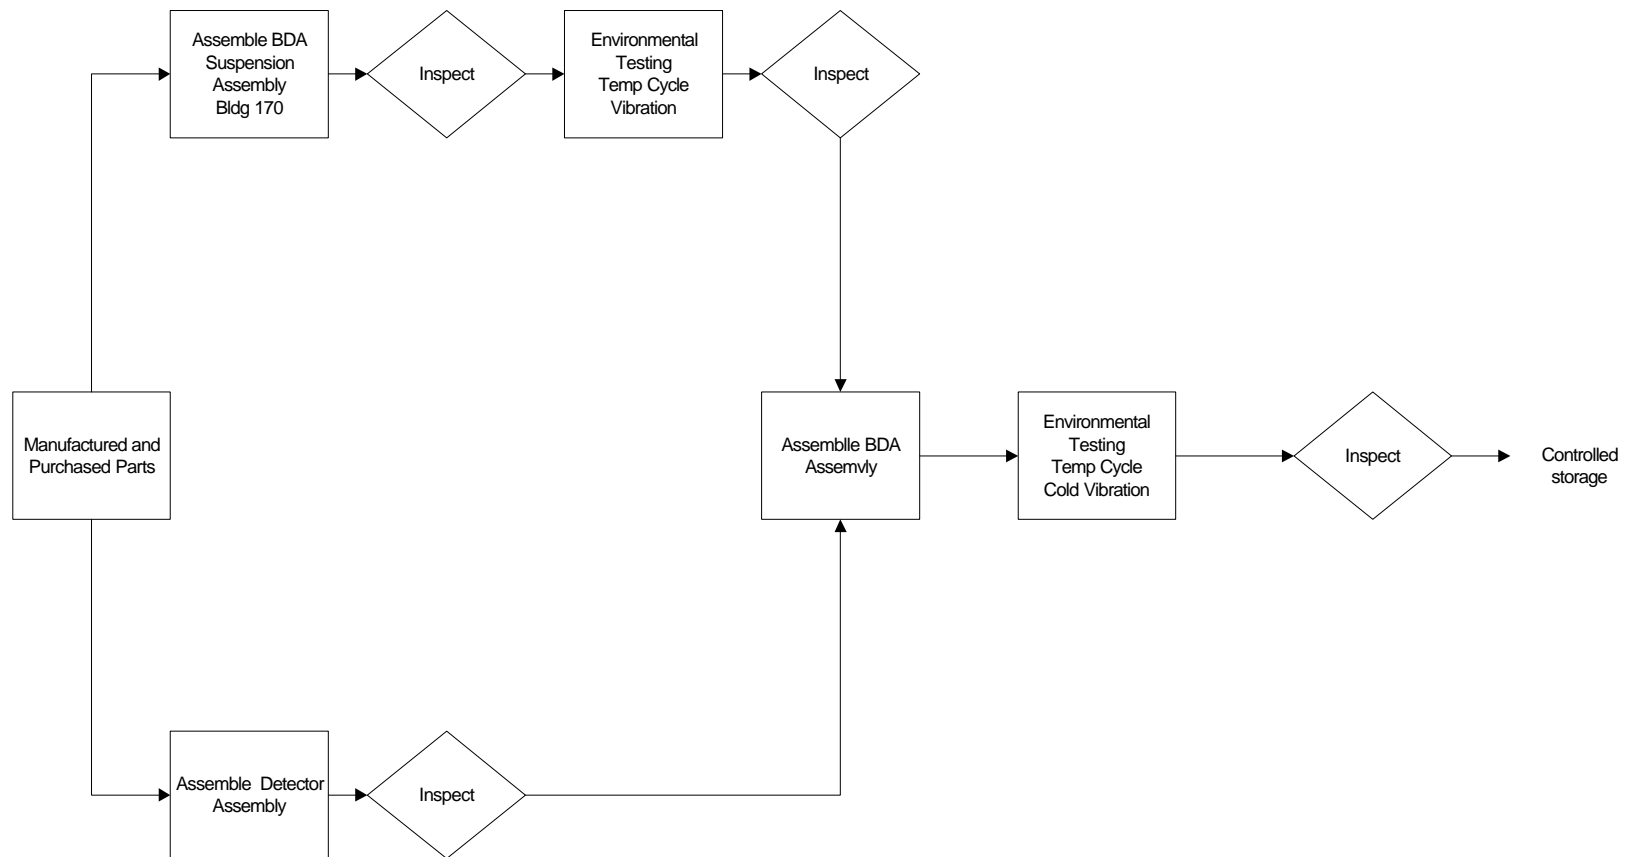 Assemble BDA
Suspension
Assembly
Bldg 170
Inspect
Environmental
Testing
Temp Cycle
Vibration
Inspect
Manufactured and
Purchased Parts
Assemblle BDA
Assemvly
Environmental
Testing
Temp Cycle
Cold Vibration
Inspect
Controlled
storage
Assemble Detector
Assembly
Inspect